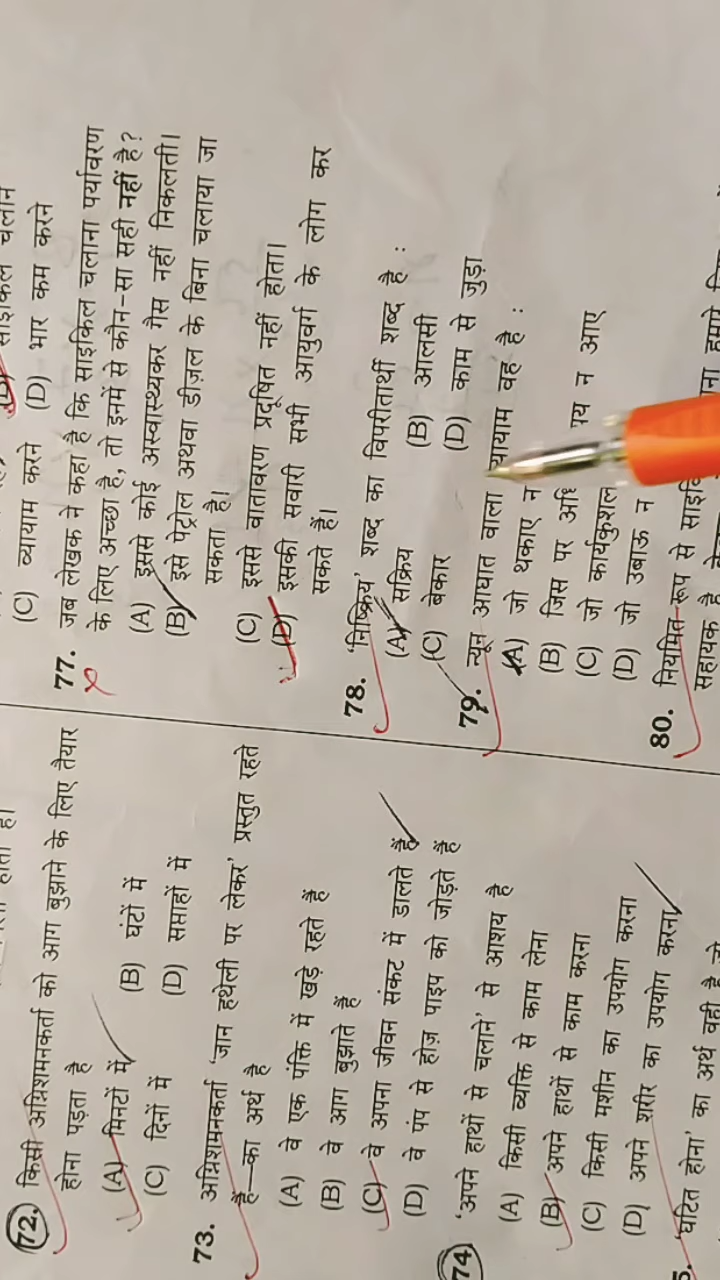 72. किसी अग्निशमनकर्ता को आग बुझाने के लिए तैयार
होना पड़ता है
(A) मिनटों में (B) घंटों में
(C) दिनों में (D) सप्ताहों में
73. अग्निशमनकर्ता 'जान हथेली पर लेकर' प्रस्तुत रहते
हैं—का अर्थ है
(A) वे एक पंक्ति में खड़े रहते हैं
(B) वे आग बुझाते हैं
(C) वे अपना जीवन संकट में डालते हैं
(D) वे पंप से होज़ पाइप को जोड़ते हैं
74. 'अपने हाथों से चलाने' से आशय है
(A) किसी व्यक्ति से काम लेना
(B) अपने हाथों से काम करना
(C) किसी मशीन का उपयोग करना
(D) अपने शरीर का उपयोग करना
'घटित होना' का अर्थ वही है जो
साइकिल चलाने
(C) व्यायाम करने (D) भार कम करने
77. जब लेखक ने कहा है कि साइकिल चलाना पर्यावरण
के लिए अच्छा है, तो इनमें से कौन-सा सही नहीं है?
(A) इससे कोई अस्वास्थ्यकर गैस नहीं निकलती।
(B) इसे पेट्रोल अथवा डीज़ल के बिना चलाया जा
सकता है।
(C) इससे वातावरण प्रदूषित नहीं होता।
(D) इसकी सवारी सभी आयुवर्ग के लोग कर
सकते हैं।
78. 'निष्क्रिय' शब्द का विपरीतार्थी शब्द है :
(A) सक्रिय (B) आलसी
(C) बेकार (D) काम से जुड़ा
79. न्यून आघात वाला व्यायाम वह है :
(A) जो थकाए न
(B) जिस पर न आए
(C) जो कार्यकुशल
(D) जो उबाऊ न
80. नियमित रूप से
सहायक है